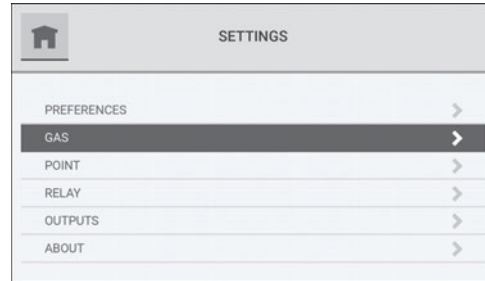 SETTINGS
PREFERENCES
GAS
POINT
RELAY
OUTPUTS
ABOUT